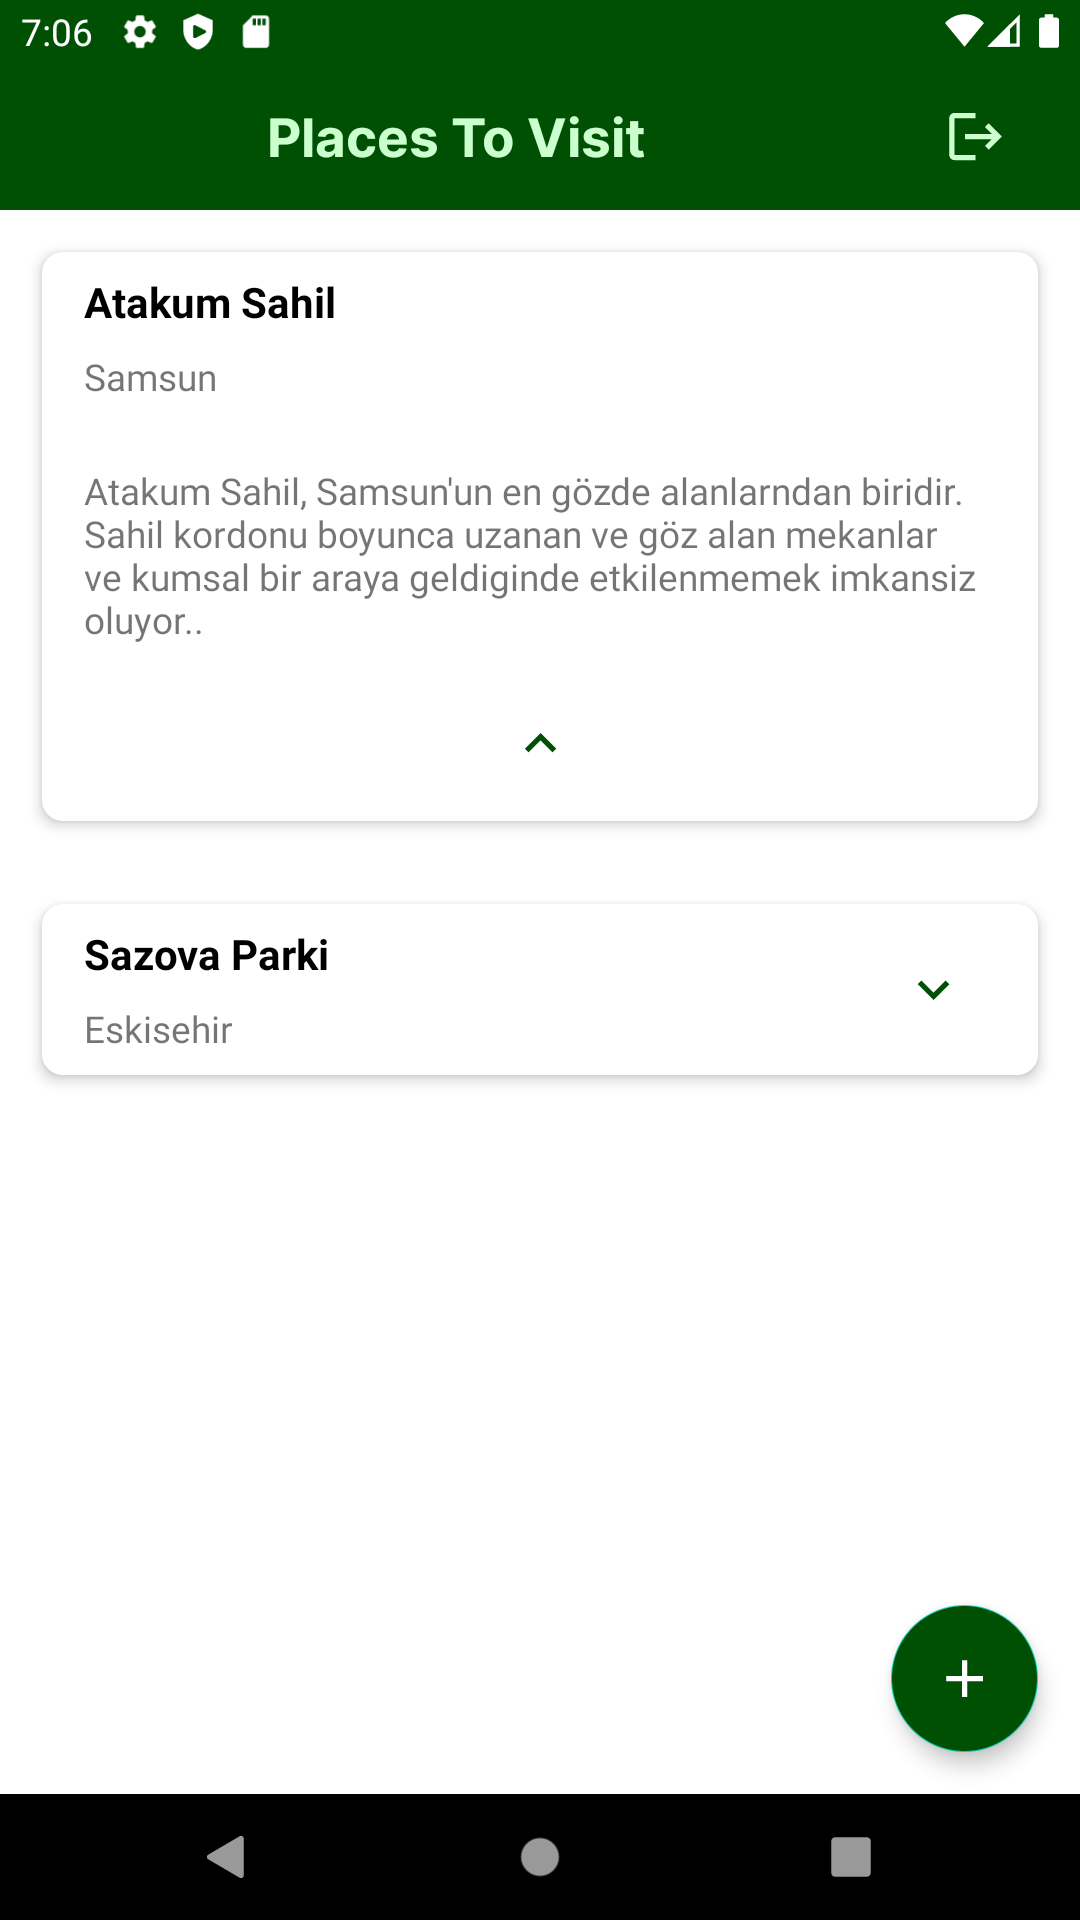 7:06
Places To Visit
Atakum Sahil
Samsun
Atakum Sahil, Samsun'un en gözde alanlarndan biridir.
Sahil kordonu boyunca uzanan ve göz alan mekanlar
ve kumsal bir araya geldiginde etkilenmemek imkansiz
oluyor..
Sazova Parki
Eskisehir